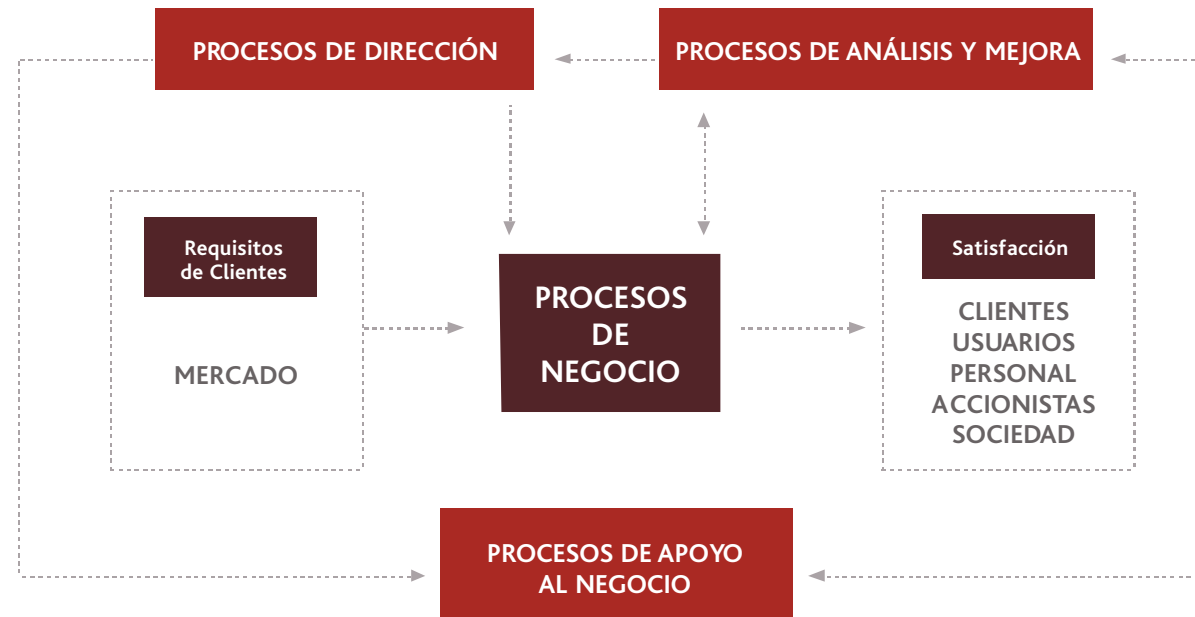 PROCESOS DE DIRECCIÓN
PROCESOS DE ANÁLISIS Y MEJORA
Requisitos
de Clientes
MERCADO
PROCESOS
DE
NEGOCIO
Satisfacción
CLIENTES
USUARIOS
PERSONAL
ACCIONISTAS
SOCIEDAD
PROCESOS DE APOYO
AL NEGOCIO